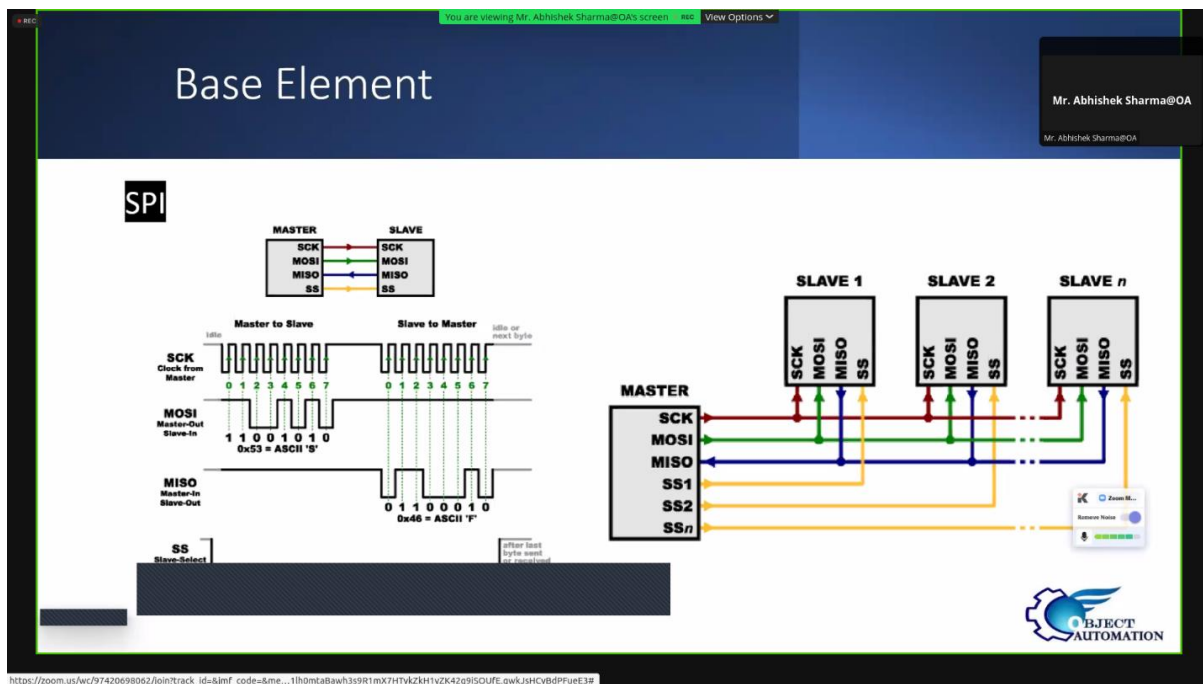 REC
You are viewing Mr. Abhishek Sharma@OA's screen REC View Options
Base Element
Mr. Abhishek Sharma@OA
Mr. Abhishek Sharma@OA
SPI
MASTER SLAVE
SCK SCK
MOSI MOSI
MISO MISO
SS SS
Master to Slave Slave to Master
idle
idle or
next byte
SCK
Clock from
Master
0 1 2 3 4 5 6 7 0 1 2 3 4 5 6 7
MOSI
Master-Out
Slave-In
1 1 0 0 1 0 1 0
0x53 = ASCII 'S'
MISO
Master-In
Slave-Out
0 1 1 0 0 0 1 0
0x46 = ASCII 'F'
SS
Slave-Select
after last
byte sent
or received
SLAVE 1 SLAVE 2 SLAVE n
SCK MOSI MISO SS SCK MOSI MISO SS SCK MOSI MISO SS
MASTER
SCK
MOSI
MISO
SS1
SS2
SSn
Zoom M...
Remove Noise
OBJECT
AUTOMATION